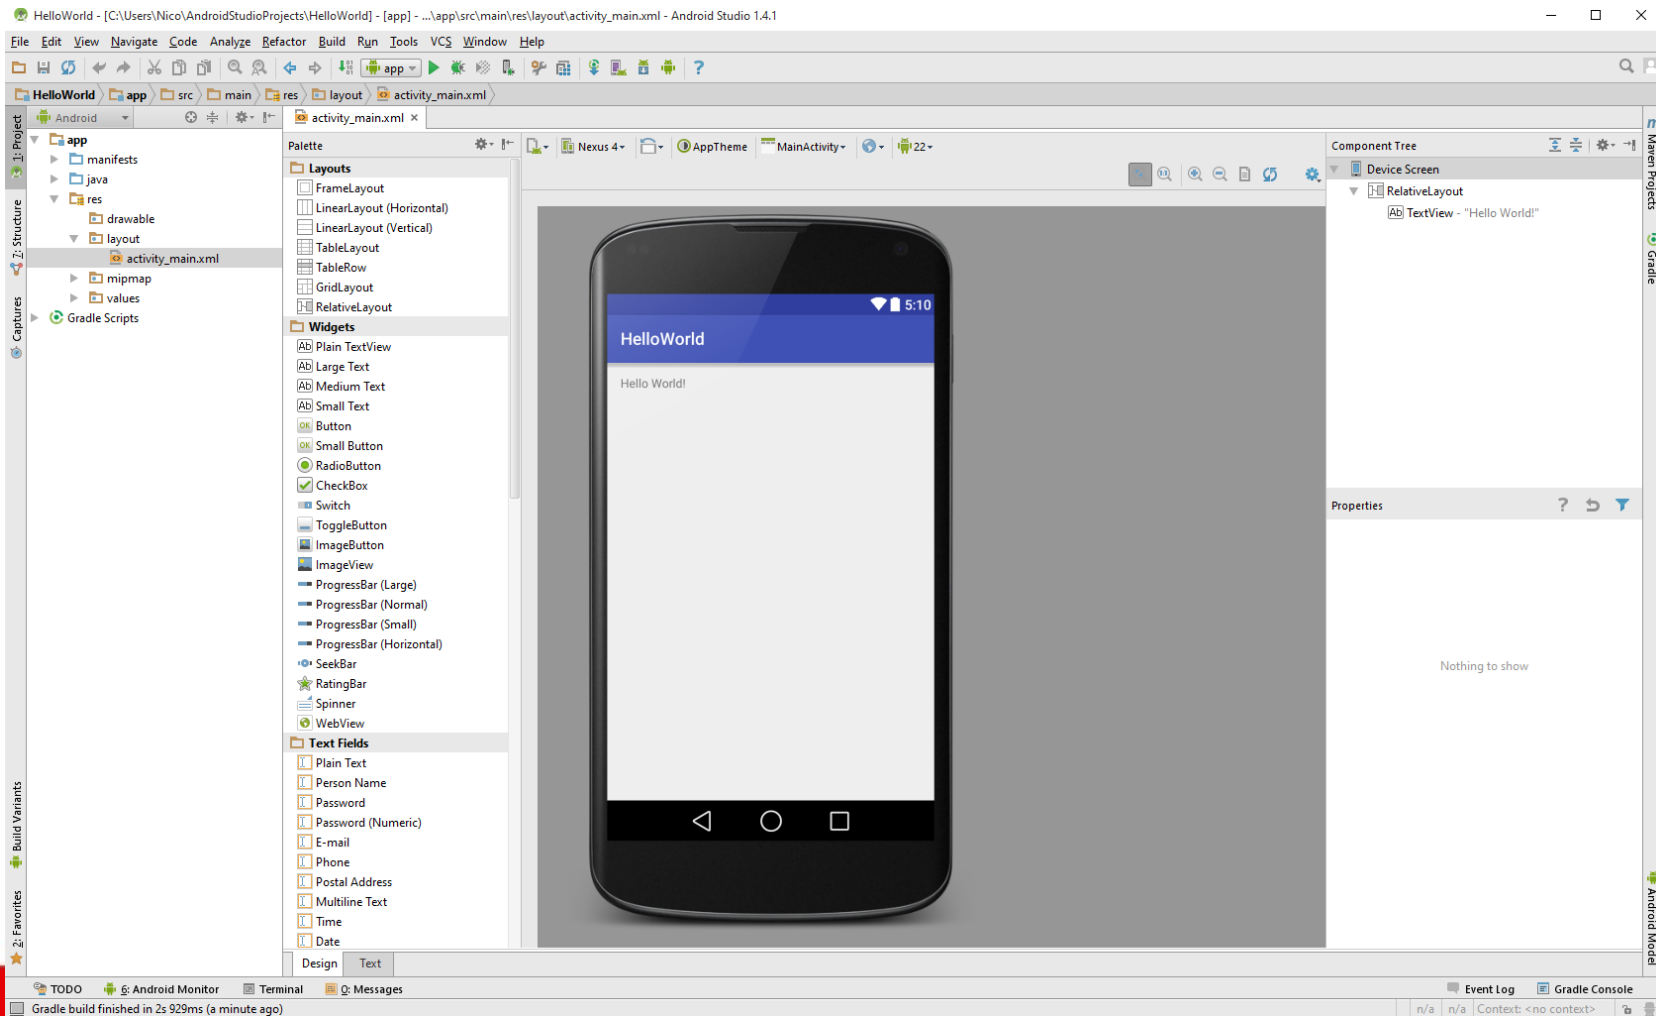 HelloWorld - [C:\Users\Nico\AndroidStudioProjects\HelloWorld] - [app] - ...\app\src\main\res\layout\activity_main.xml - Android Studio 1.4.1
File Edit View Navigate Code Analyze Refactor Build Run Tools VCS Window Help
app
HelloWorld app src main res layout activity_main.xml
1: Project
7: Structure
Captures
Build Variants
2: Favorites
Android
app
manifests
java
res
drawable
layout
activity_main.xml
mipmap
values
Gradle Scripts
activity_main.xml
Palette
Layouts
FrameLayout
LinearLayout (Horizontal)
LinearLayout (Vertical)
TableLayout
TableRow
GridLayout
RelativeLayout
Widgets
Ab Plain TextView
Ab Large Text
Ab Medium Text
Ab Small Text
OK Button
OK Small Button
RadioButton
CheckBox
Switch
ToggleButton
ImageButton
ImageView
ProgressBar (Large)
ProgressBar (Normal)
ProgressBar (Small)
ProgressBar (Horizontal)
SeekBar
RatingBar
Spinner
WebView
Text Fields
Plain Text
Person Name
Password
Password (Numeric)
E-mail
Phone
Postal Address
Multiline Text
Time
Date
Nexus 4 AppTheme MainActivity 22
5:10
HelloWorld
Hello World!
Design Text
Component Tree
Device Screen
RelativeLayout
Ab TextView - "Hello World!"
Properties
Nothing to show
Maven Projects
Gradle
Android Model
TODO 6: Android Monitor Terminal 0: Messages Event Log Gradle Console
Gradle build finished in 2s 929ms (a minute ago) n/a n/a Context: <no context>